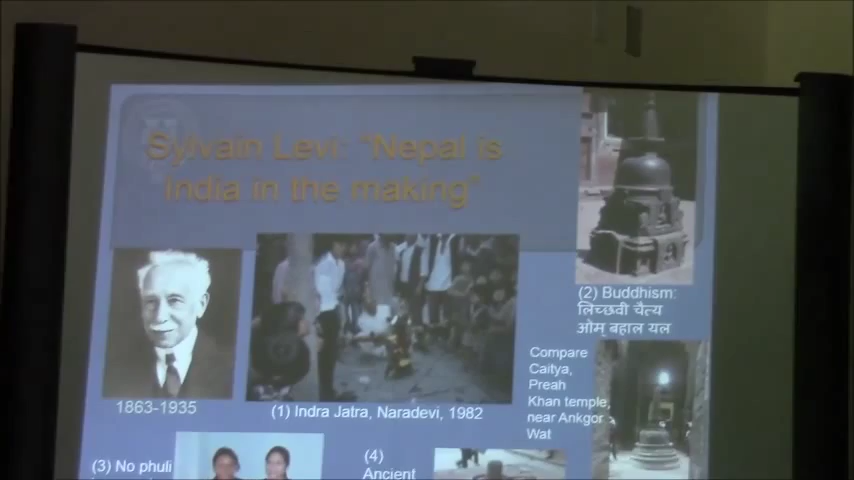 Sylvain Levi: "Nepal is
India in the making"
1863-1935
(1) Indra Jatra, Naradevi, 1982
(2) Buddhism:
लिच्छवी चैत्य
ओम् बहाल यल
Compare
Caitya,
Preah
Khan temple,
near Ankgor
Wat
(3) No phuli
(4)
Ancient